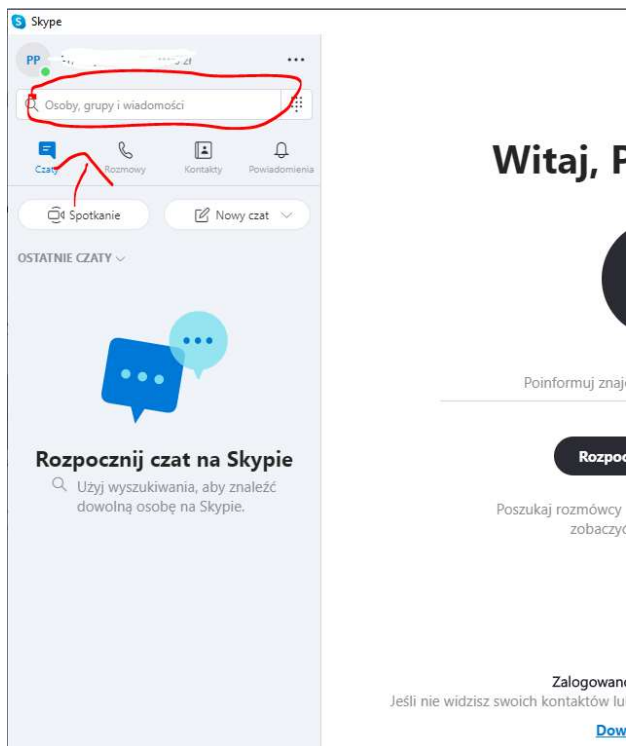 Skype
PP
Osoby, grupy i wiadomości
Czaty
Rozmowy
Kontakty
Powiadomienia
Spotkanie
Nowy czat
OSTATNIE CZATY
Rozpocznij czat na Skypie
Użyj wyszukiwania, aby znaleźć
dowolną osobę na Skypie.
Witaj, P
Poinformuj znaj
Rozpoc
Poszukaj rozmówcy
zobaczyć
Zalogowano
Jeśli nie widzisz swoich kontaktów lu
Dow